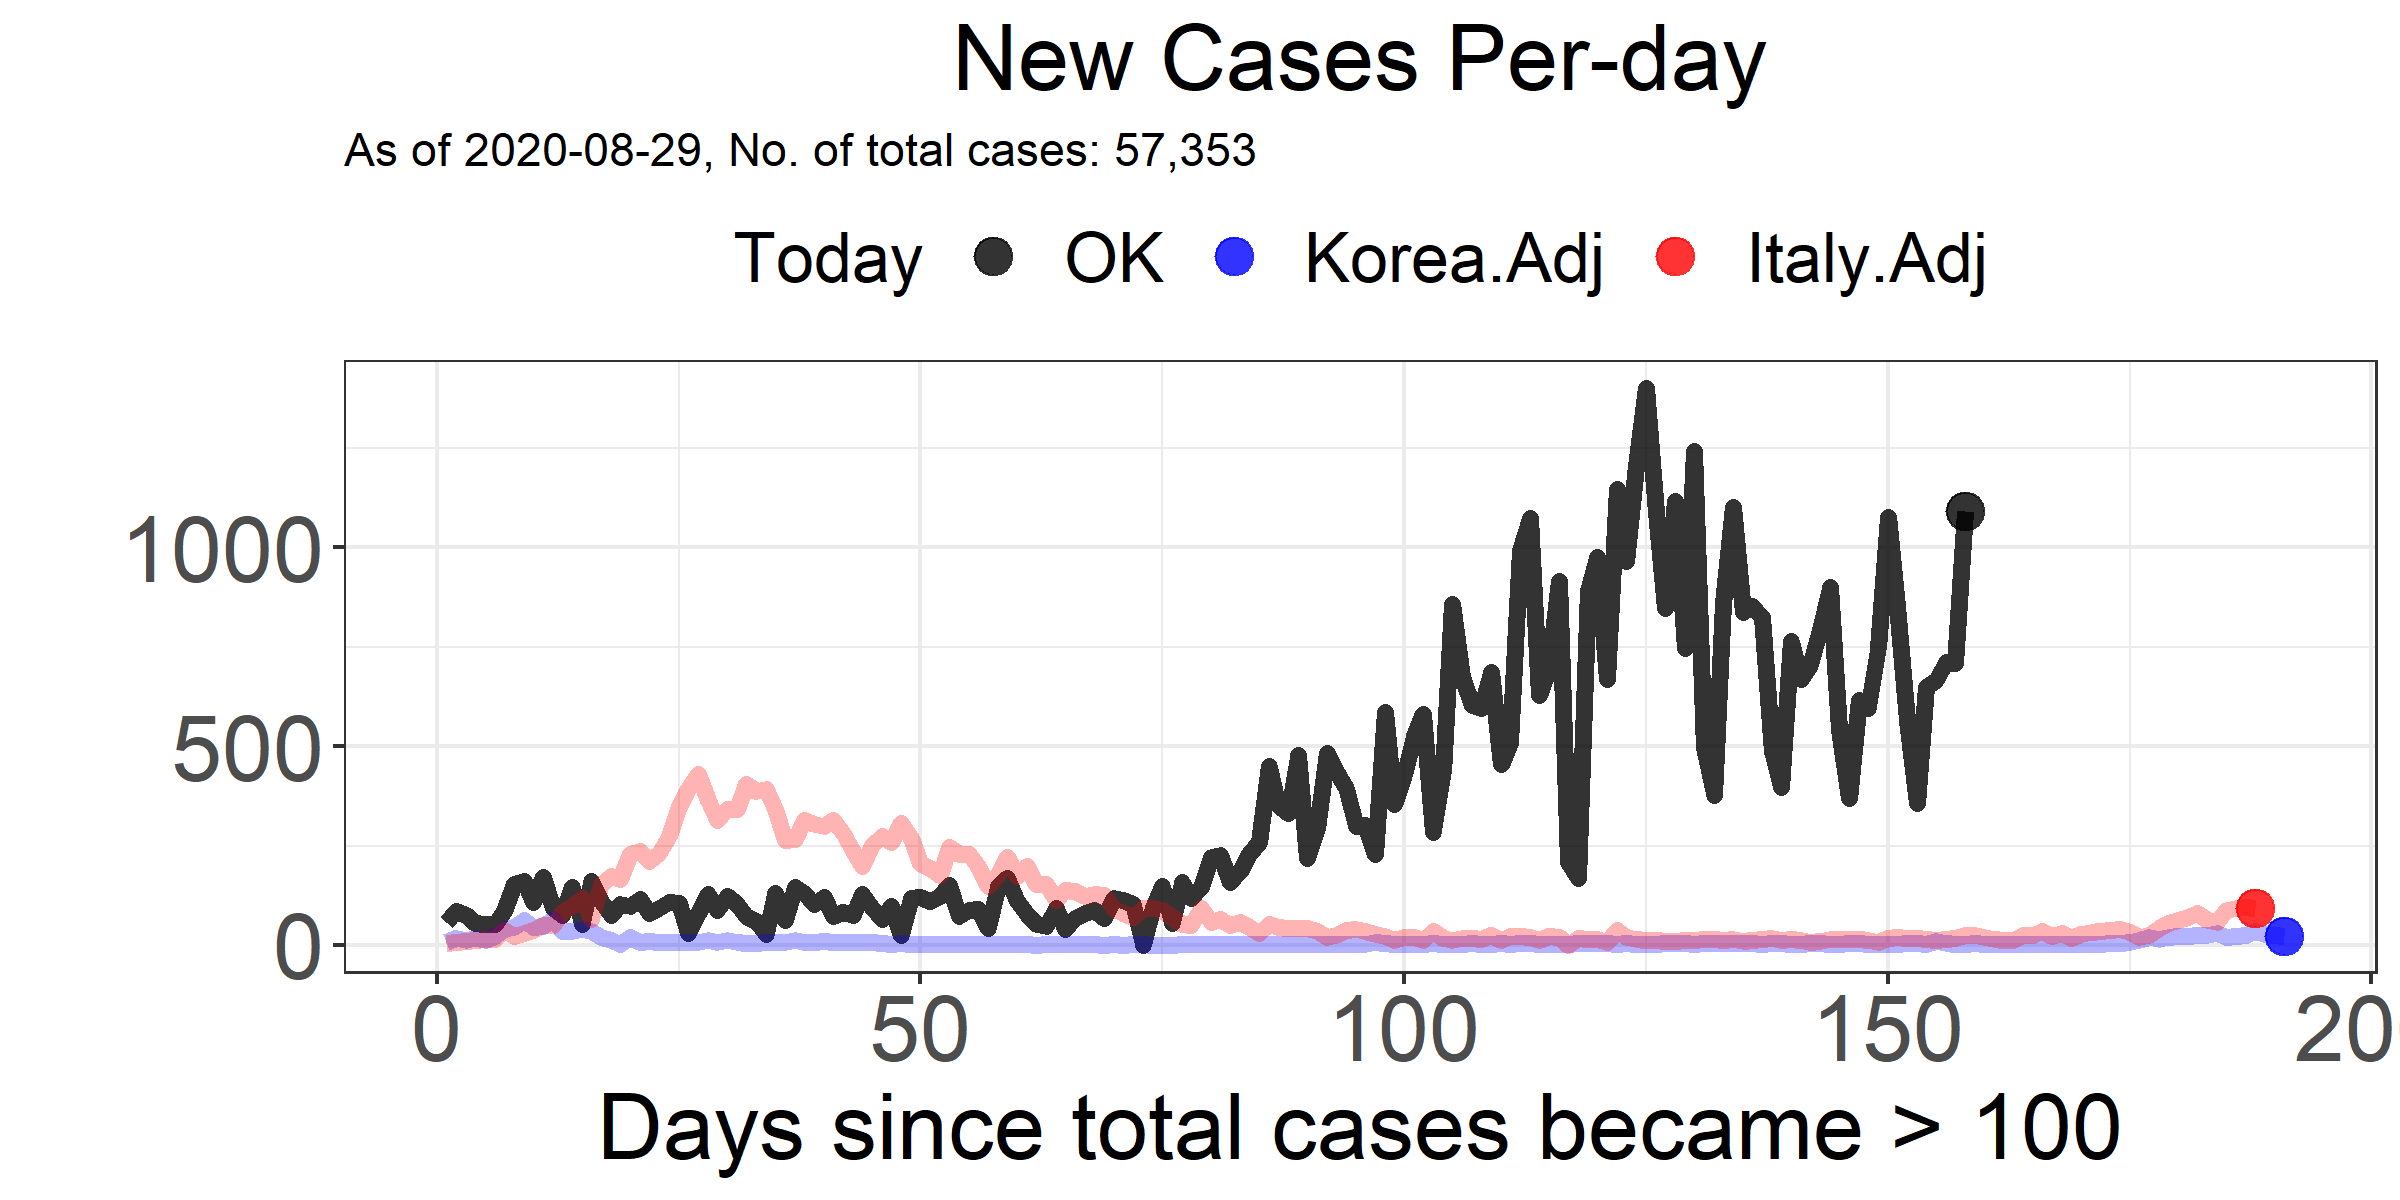 New Cases Per-day
As of 2020-08-29, No. of total cases: 57,353
Today OK Korea.Adj Italy.Adj
1000
500
0
0 50 100 150 20
Days since total cases became > 100